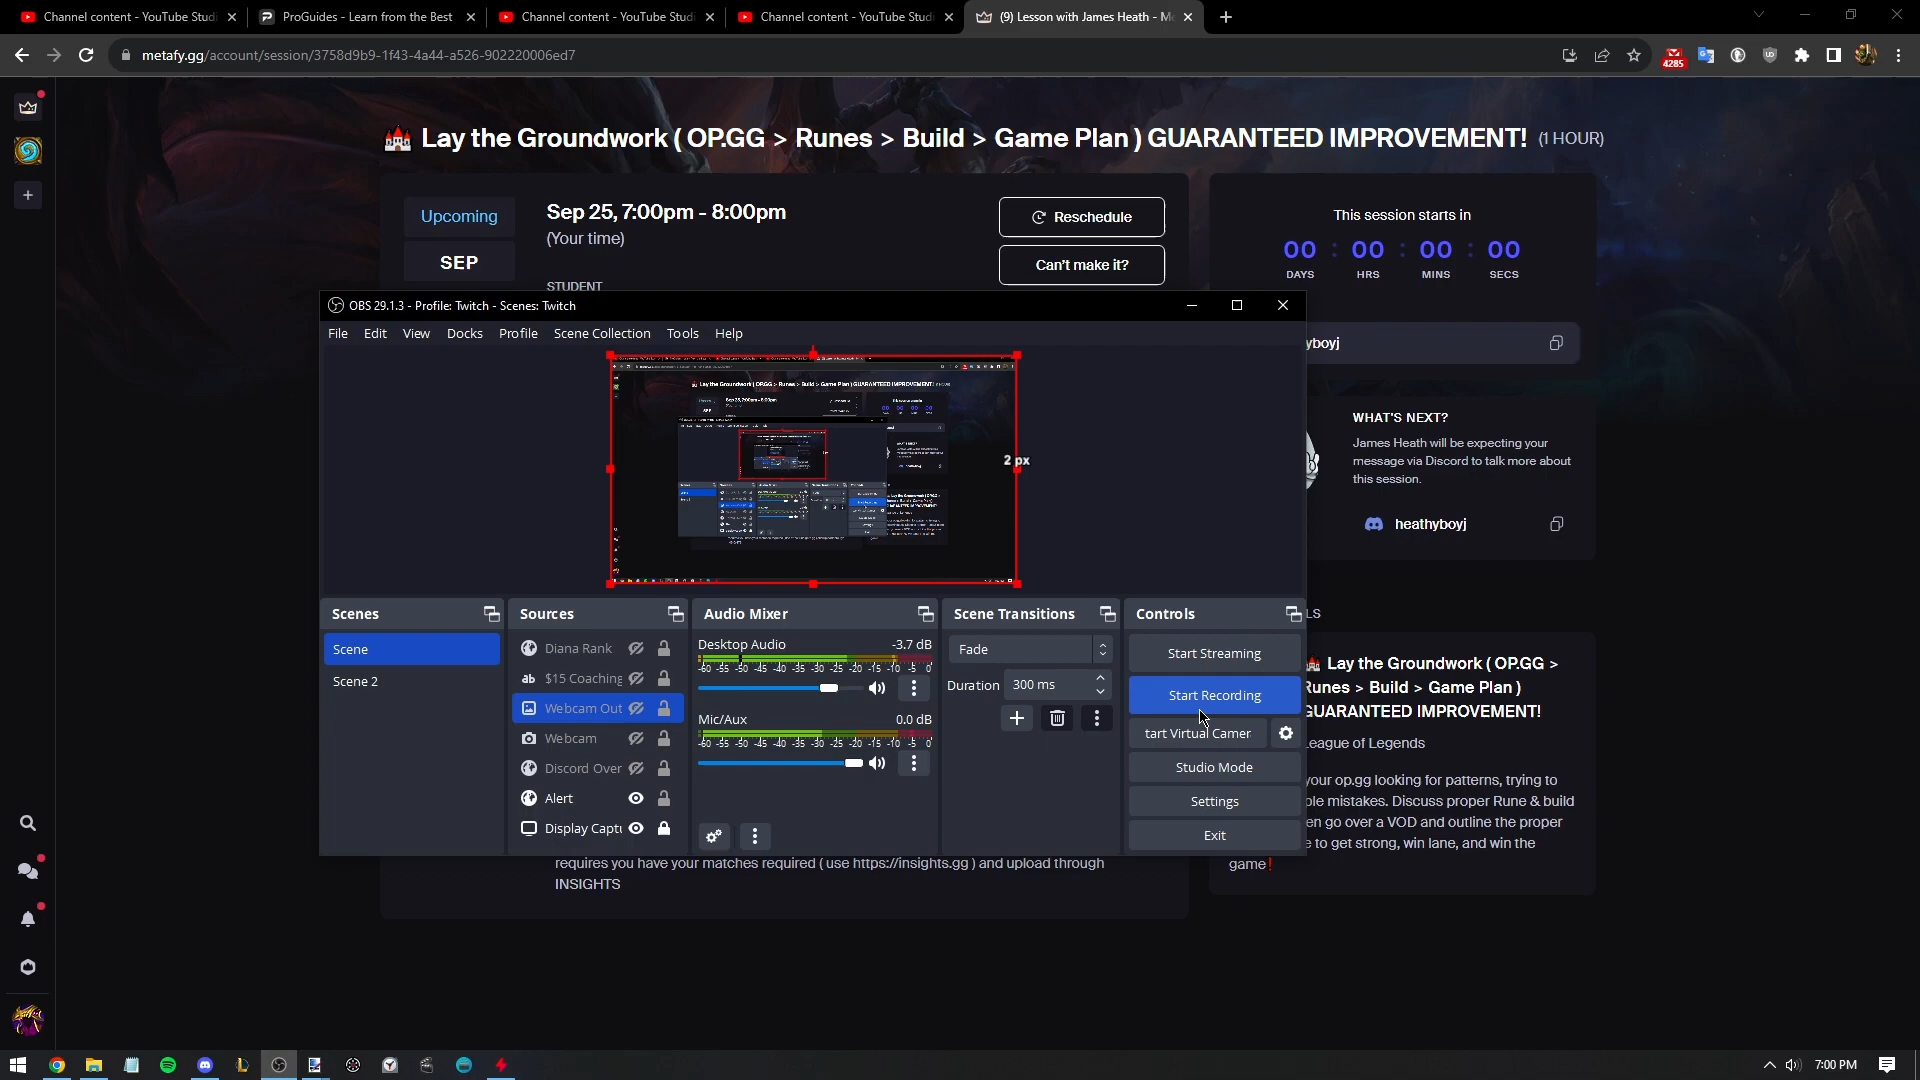 Channel content - YouTube Studi
ProGuides - Learn from the Best
Channel content - YouTube Studi
Channel content - YouTube Studi
(9) Lesson with James Heath - Me
metafy.gg/account/session/3758d9b9-1f43-4a44-a526-902220006ed7
4285
Lay the Groundwork ( OP.GG > Runes > Build > Game Plan ) GUARANTEED IMPROVEMENT! (1 HOUR)
Upcoming
SEP
Sep 25, 7:00pm - 8:00pm
(Your time)
STUDENT
Reschedule
Can't make it?
This session starts in
00 : 00 : 00 : 00
DAYS HRS MINS SECS
yboyj
WHAT'S NEXT?
James Heath will be expecting your
message via Discord to talk more about
this session.
heathyboyj
LS
Lay the Groundwork ( OP.GG >
Runes > Build > Game Plan )
GUARANTEED IMPROVEMENT!
League of Legends
your op.gg looking for patterns, trying to
ple mistakes. Discuss proper Rune & build
en go over a VOD and outline the proper
e to get strong, win lane, and win the
game❗
OBS 29.1.3 - Profile: Twitch - Scenes: Twitch
File Edit View Docks Profile Scene Collection Tools Help
2 px
Scenes
Scene
Scene 2
Sources
Diana Rank
ab $15 Coaching
Webcam Out
Webcam
Discord Over
Alert
Display Captu
Audio Mixer
Desktop Audio -3.7 dB
-60 -55 -50 -45 -40 -35 -30 -25 -20 -15 -10 -5 0
Mic/Aux 0.0 dB
-60 -55 -50 -45 -40 -35 -30 -25 -20 -15 -10 -5 0
Scene Transitions
Fade
Duration 300 ms
Controls
Start Streaming
Start Recording
tart Virtual Camer
Studio Mode
Settings
Exit
requires you have your matches required ( use https://insights.gg ) and upload through
INSIGHTS
7:00 PM